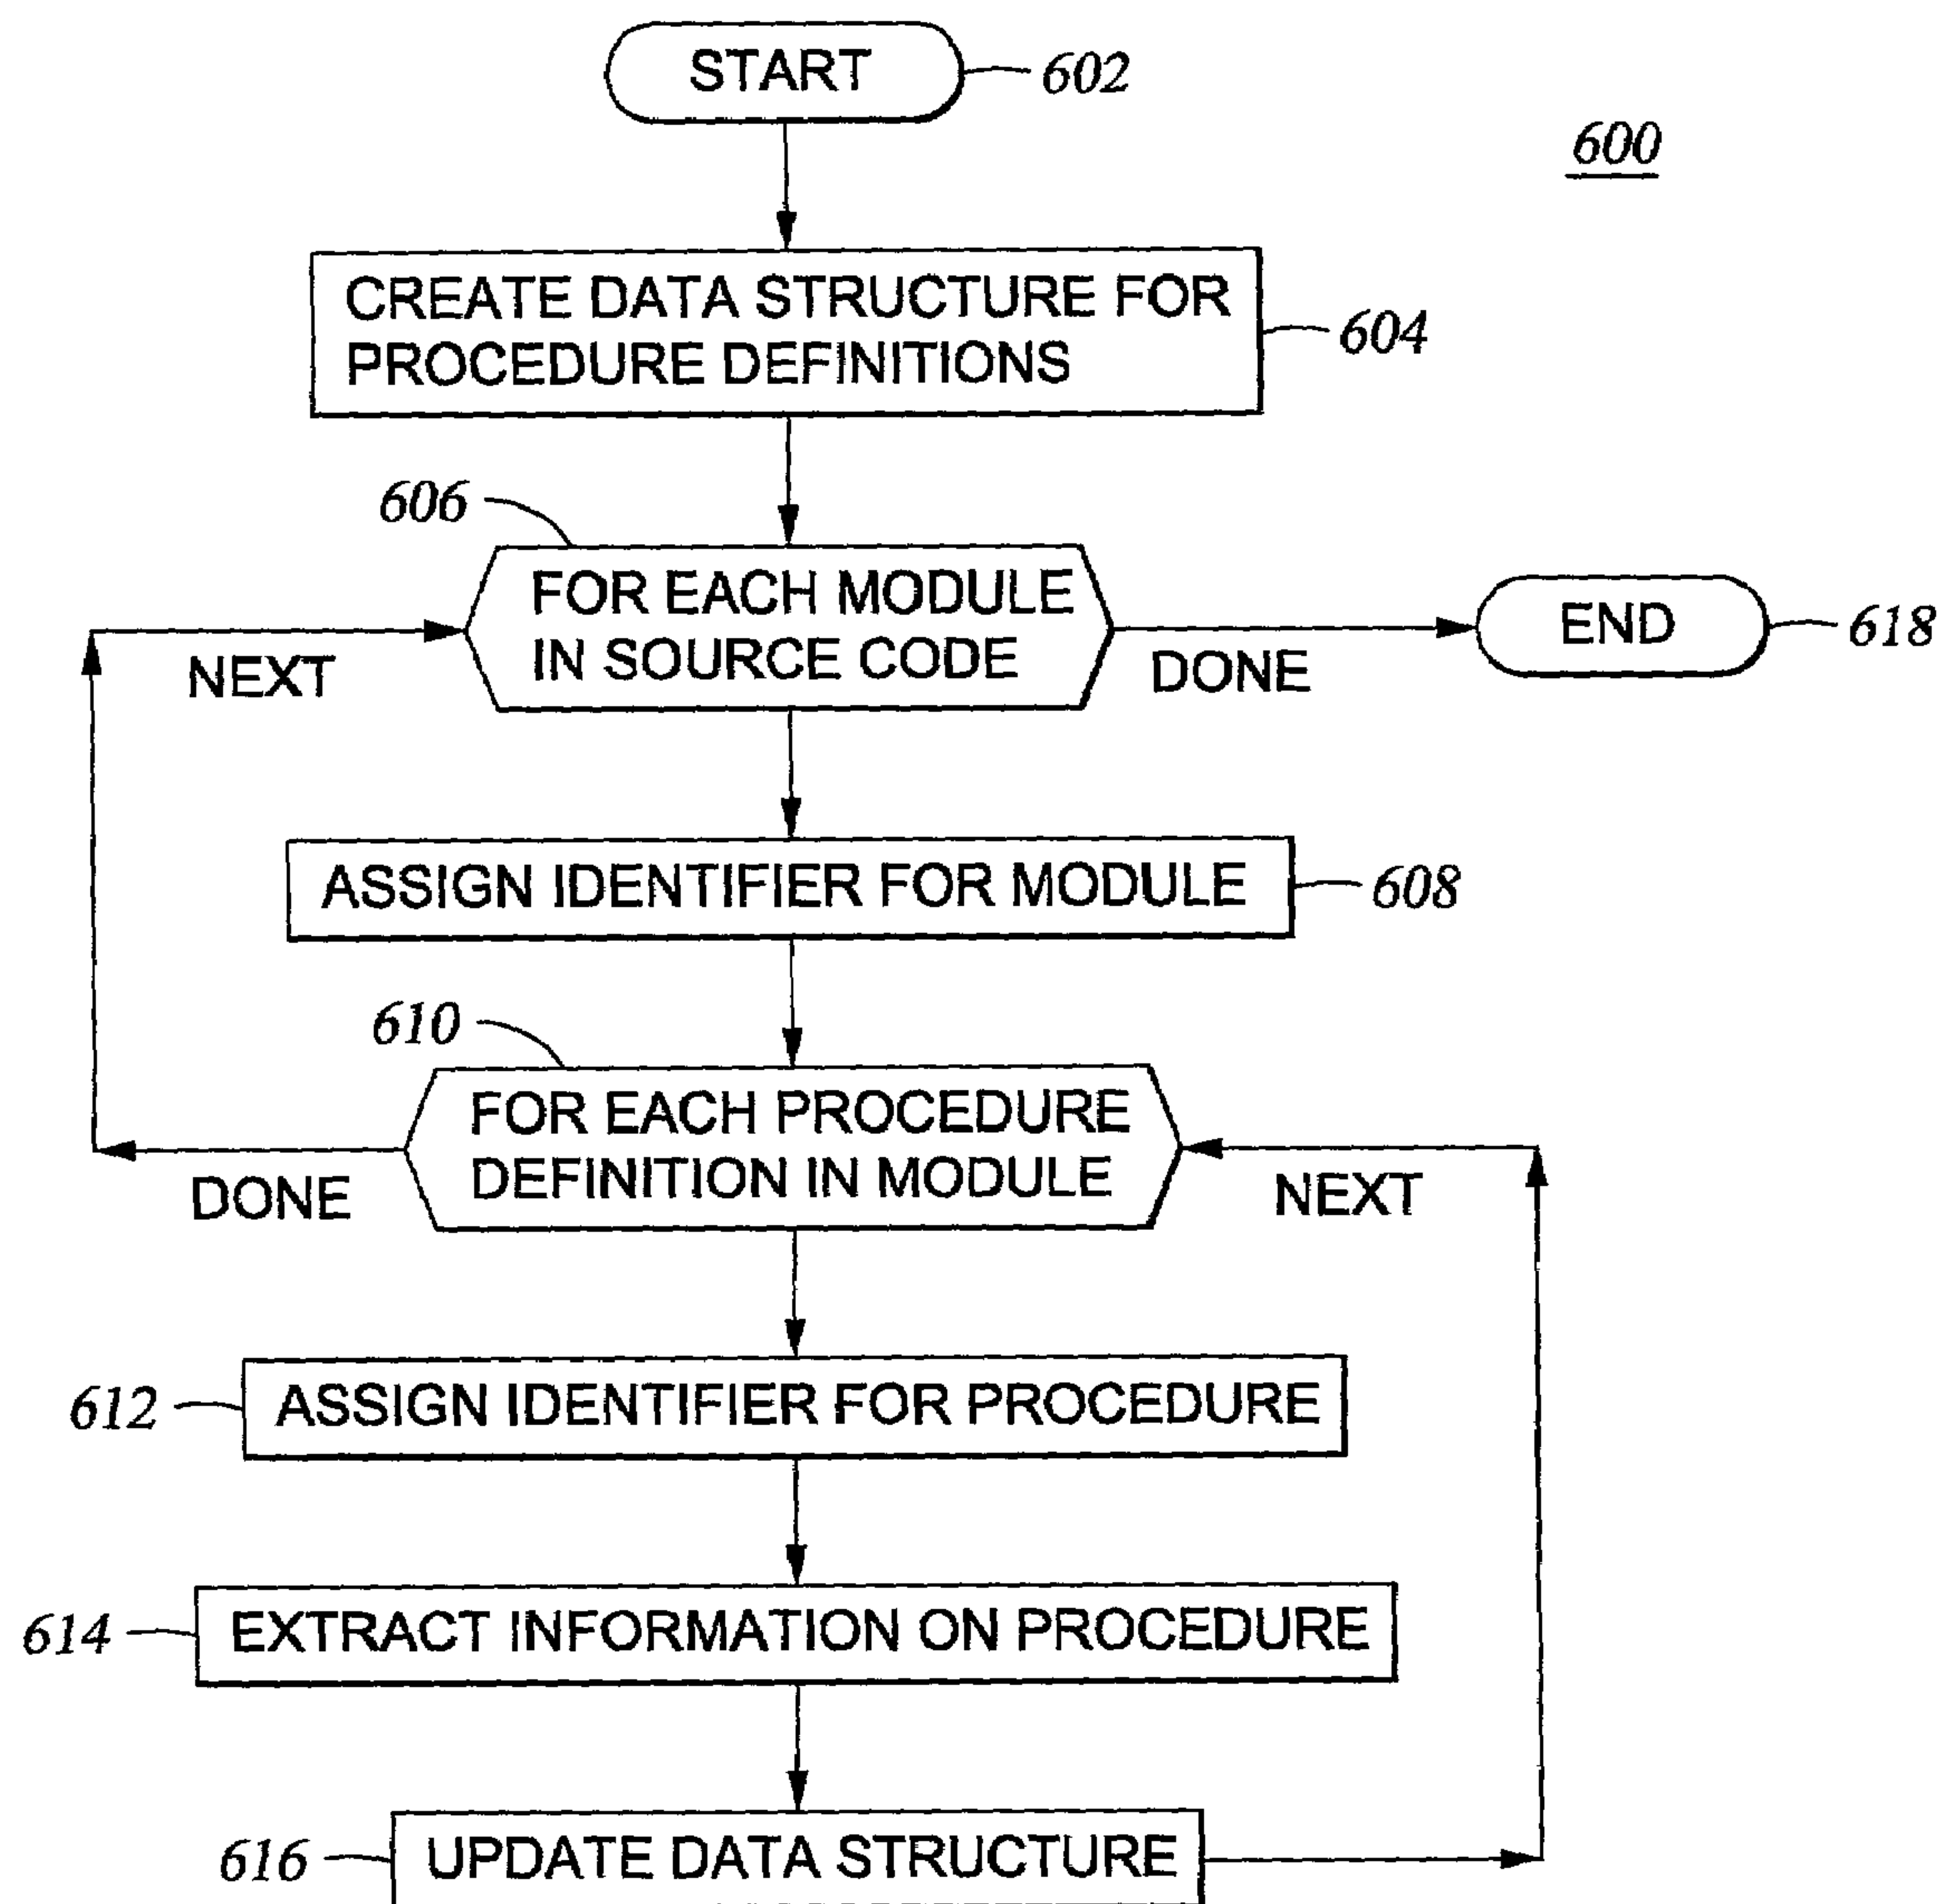 START
602
600
CREATE DATA STRUCTURE FOR
PROCEDURE DEFINITIONS
604
606
FOR EACH MODULE
IN SOURCE CODE
END
618
NEXT
DONE
ASSIGN IDENTIFIER FOR MODULE
608
610
FOR EACH PROCEDURE
DEFINITION IN MODULE
DONE
NEXT
612
ASSIGN IDENTIFIER FOR PROCEDURE
614
EXTRACT INFORMATION ON PROCEDURE
616
UPDATE DATA STRUCTURE